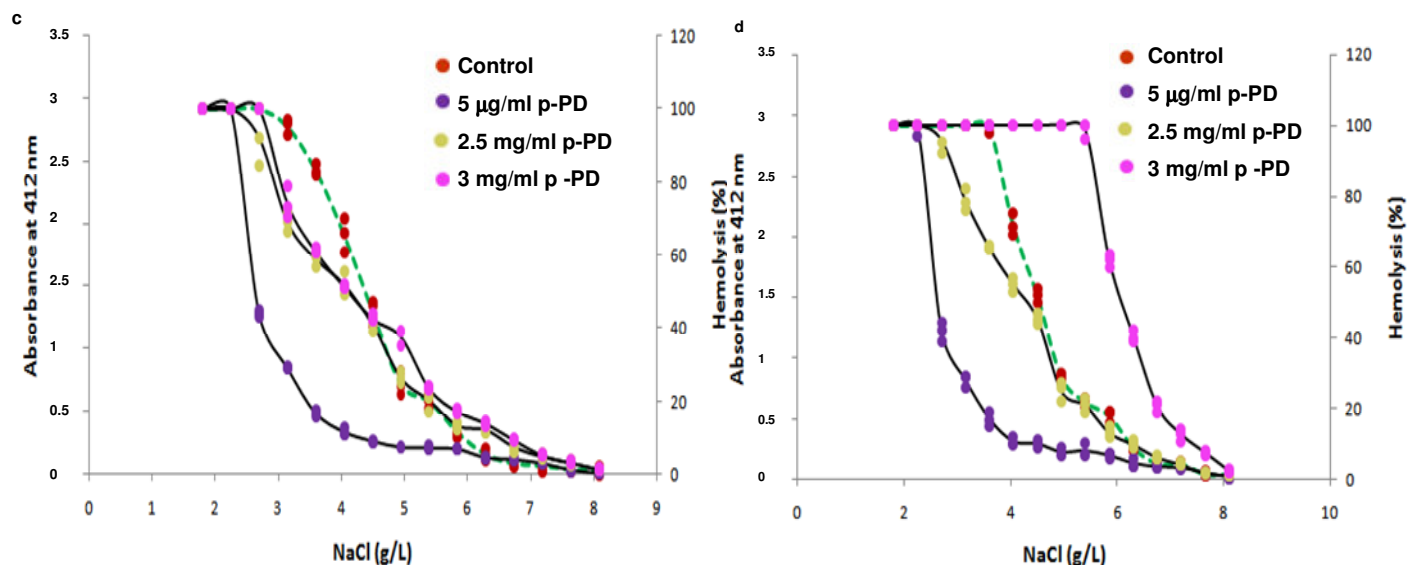 c
3.5
3
2.5
2
2.5
1
0.5
0
Absorbance at 412 nm
120
100
80
60
40
20
0
Hemolysis (%)
0 1 2 3 4 5 6 7 8 9
NaCl (g/L)
Control
5 µg/ml p-PD
2.5 mg/ml p-PD
3 mg/ml p -PD
d
3.5
3
2.5
2
1.5
1
0.5
0
Absorbance at 412 nm
120
100
80
60
40
20
0
Hemolysis (%)
0 2 4 6 8 10
NaCl (g/L)
Control
5 µg/ml p-PD
2.5 mg/ml p-PD
3 mg/ml p -PD